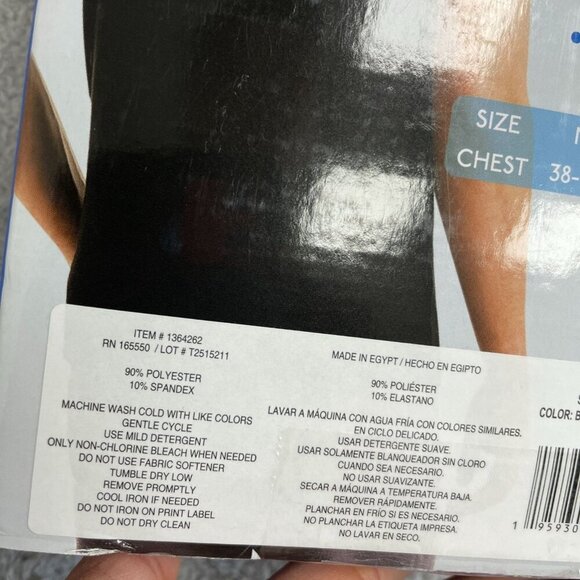 SIZE
CHEST 38-
ITEM # 1364262
RN 165550 / LOT # T2515211
90% POLYESTER
10% SPANDEX
MACHINE WASH COLD WITH LIKE COLORS
GENTLE CYCLE
USE MILD DETERGENT
ONLY NON-CHLORINE BLEACH WHEN NEEDED
DO NOT USE FABRIC SOFTENER
TUMBLE DRY LOW
REMOVE PROMPTLY
COOL IRON IF NEEDED
DO NOT IRON ON PRINT LABEL
DO NOT DRY CLEAN
MADE IN EGYPT / HECHO EN EGIPTO
90% POLIÉSTER
10% ELASTANO
LAVAR A MÁQUINA CON AGUA FRÍA CON COLORES SIMILARES.
EN CICLO DELICADO.
USAR DETERGENTE SUAVE.
USAR SOLAMENTE BLANQUEADOR SIN CLORO
CUANDO SEA NECESARIO.
NO USAR SUAVIZANTE.
SECAR A MÁQUINA A TEMPERATURA BAJA.
REMOVER RÁPIDAMENTE.
PLANCHAR EN FRÍO SI ES NECESARIO.
NO PLANCHAR LA ETIQUETA IMPRESA.
NO LAVAR EN SECO.
S
COLOR: B
1 95930